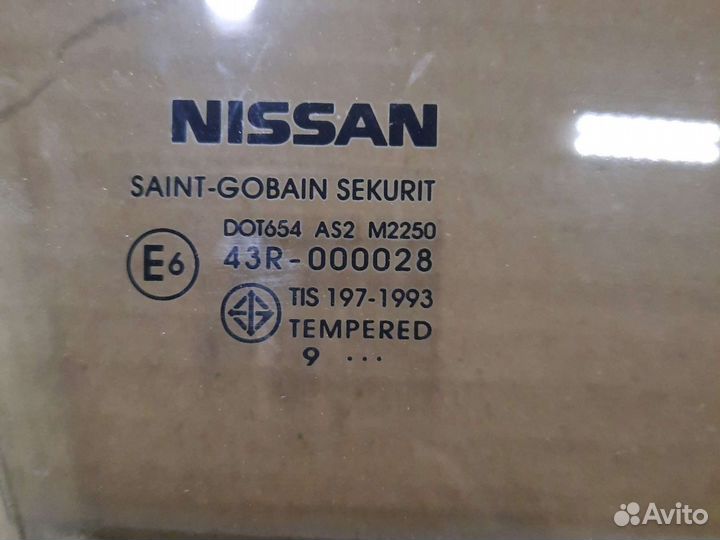 NISSAN
SAINT-GOBAIN SEKURIT
DOT654 AS2 M2250
E6 43R-000028
TIS 197-1993
TEMPERED
9 ...
Avito